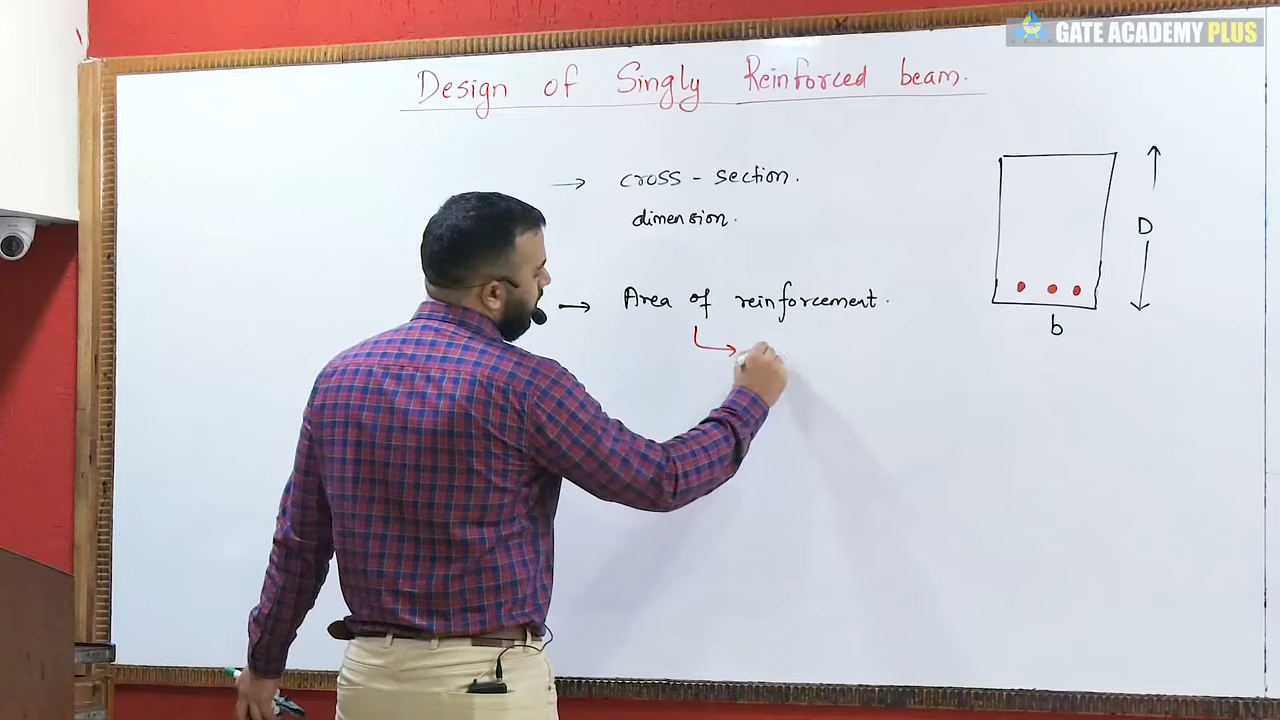 GATE ACADEMY PLUS
Design of Singly Reinforced beam.
→ cross - section.
dimension.
→ Area of reinforcement.
D
b